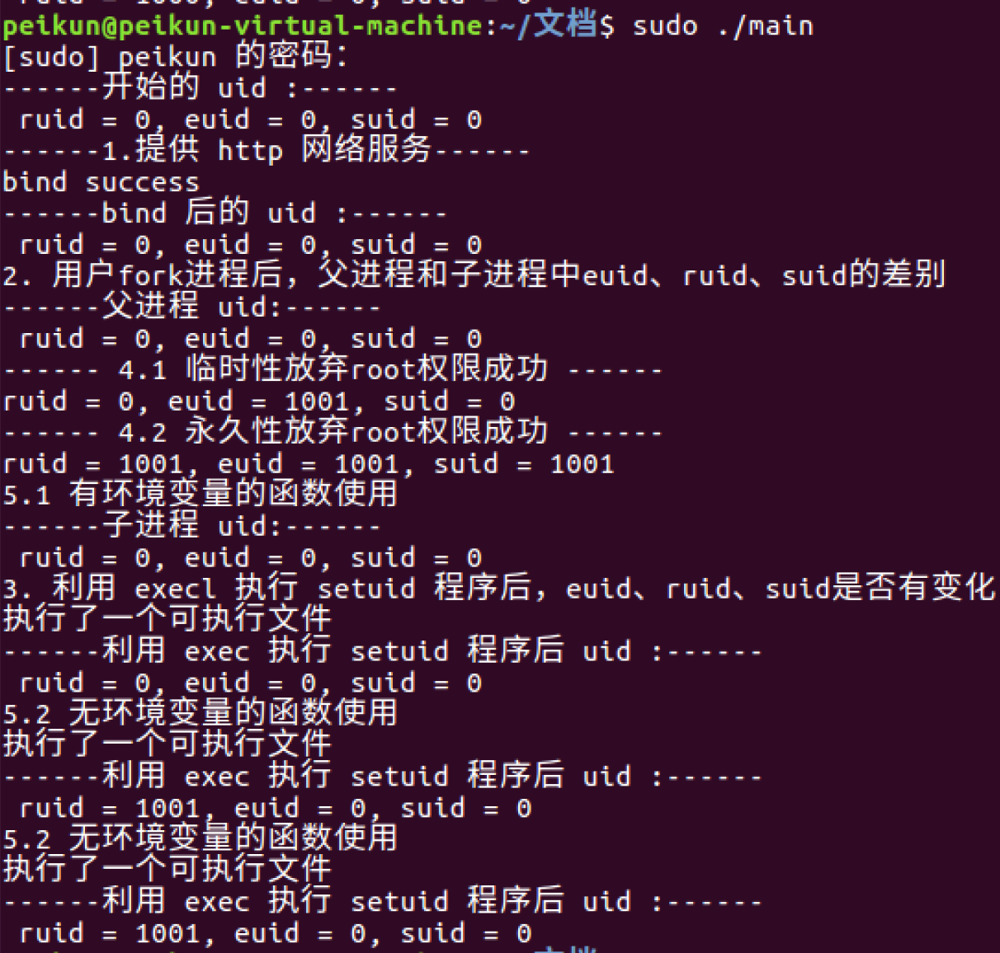 peikun@peikun-virtual-machine:~/文档$ sudo ./main
[sudo] peikun 的密码：
------开始的 uid :------
ruid = 0, euid = 0, suid = 0
------1.提供 http 网络服务------
bind success
------bind 后的 uid :------
ruid = 0, euid = 0, suid = 0
2. 用户fork进程后，父进程和子进程中euid、ruid、suid的差别
------父进程 uid:------
ruid = 0, euid = 0, suid = 0
------ 4.1 临时性放弃root权限成功 ------
ruid = 0, euid = 1001, suid = 0
------ 4.2 永久性放弃root权限成功 ------
ruid = 1001, euid = 1001, suid = 1001
5.1 有环境变量的函数使用
------子进程 uid:------
ruid = 0, euid = 0, suid = 0
3. 利用 execl 执行 setuid 程序后，euid、ruid、suid是否有变化
执行了一个可执行文件
------利用 exec 执行 setuid 程序后 uid :------
ruid = 0, euid = 0, suid = 0
5.2 无环境变量的函数使用
执行了一个可执行文件
------利用 exec 执行 setuid 程序后 uid :------
ruid = 1001, euid = 0, suid = 0
5.2 无环境变量的函数使用
执行了一个可执行文件
------利用 exec 执行 setuid 程序后 uid :------
ruid = 1001, euid = 0, suid = 0